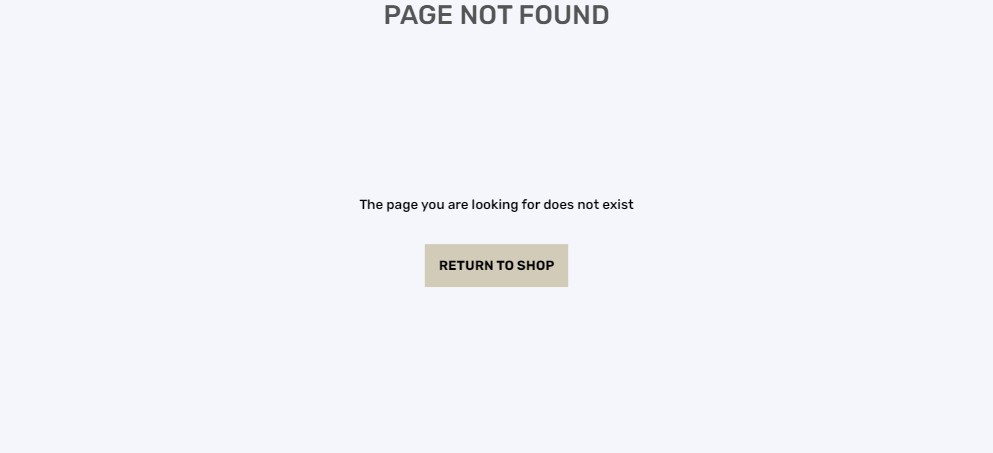 PAGE NOT FOUND
The page you are looking for does not exist
RETURN TO SHOP